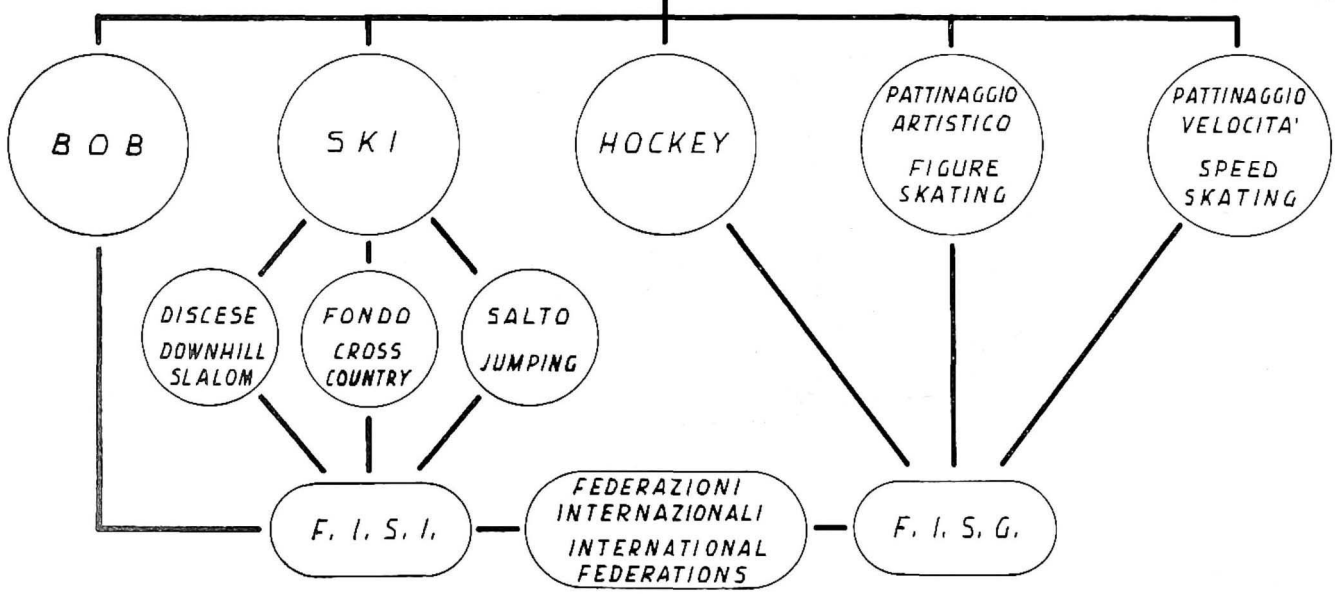 BOB
SKI
HOCKEY
PATTINAGGIO
ARTISTICO
FIGURE
SKATING
PATTINAGGIO
VELOCITA'
SPEED
SKATING
DISCESE
DOWNHILL
SLALOM
FONDO
CROSS
COUNTRY
SALTO
JUMPING
F. I. S. I.
FEDERAZIONI
INTERNAZIONALI
INTERNATIONAL
FEDERATIONS
F. I. S. G.